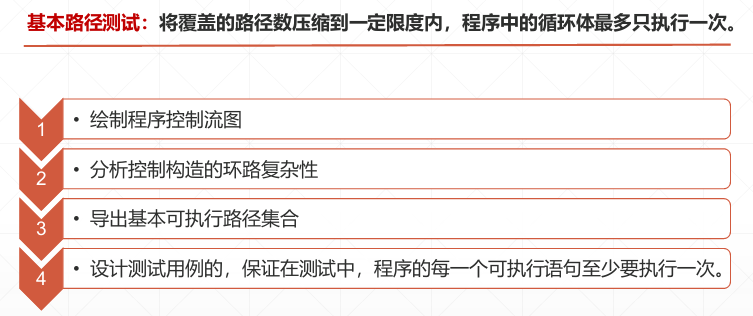 基本路径测试：将覆盖的路径数压缩到一定限度内，程序中的循环体最多只执行一次。
1
• 绘制程序控制流图
2
• 分析控制构造的环路复杂性
3
• 导出基本可执行路径集合
4
• 设计测试用例的，保证在测试中，程序的每一个可执行语句至少要执行一次。